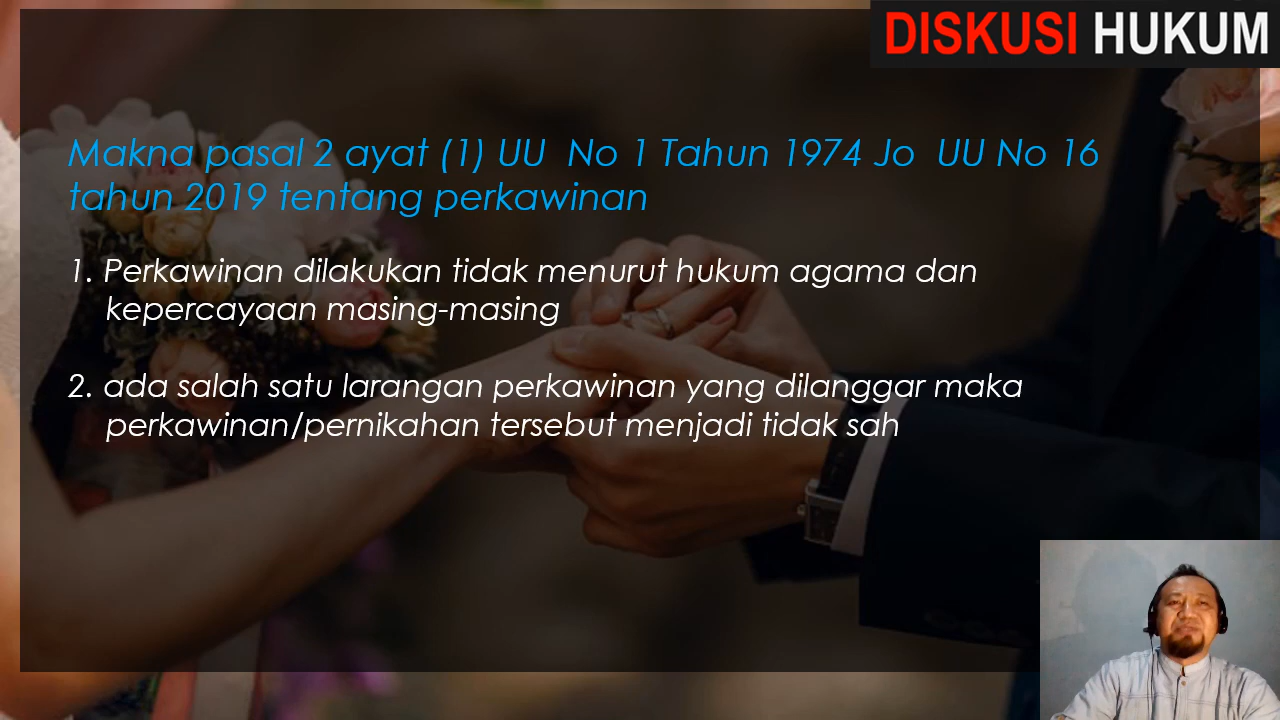 DISKUSI HUKUM
Makna pasal 2 ayat (1) UU No 1 Tahun 1974 Jo UU No 16
tahun 2019 tentang perkawinan
1. Perkawinan dilakukan tidak menurut hukum agama dan
kepercayaan masing-masing
2. ada salah satu larangan perkawinan yang dilanggar maka
perkawinan/pernikahan tersebut menjadi tidak sah